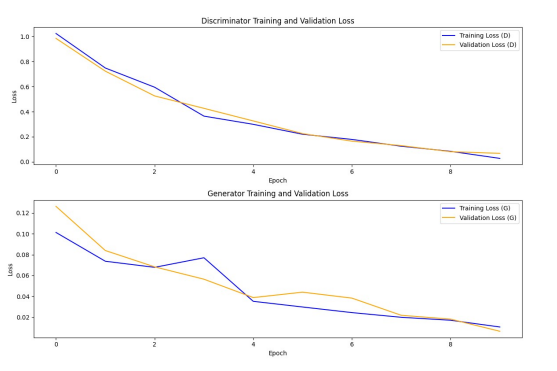 Discriminator Training and Validation Loss
Training Loss (D)
Validation Loss (D)
1.0
0.8
0.6
0.4
0.2
0.0
Loss
0 2 4 6 8
Epoch
Generator Training and Validation Loss
Training Loss (G)
Validation Loss (G)
0.12
0.10
0.08
0.06
0.04
0.02
Loss
0 2 4 6 8
Epoch